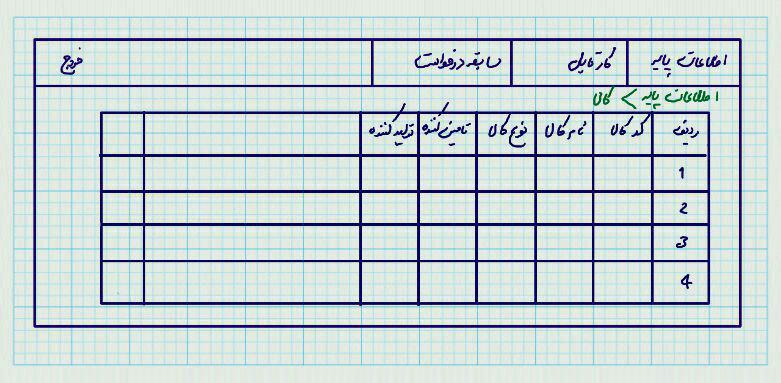 اطلاعات پایه کارتابل سابقه درخواست خروج
اطلاعات پایه > کالا
ردیف کد کالا نام کالا نوع کالا تامین کننده تولید کننده
1
2
3
4